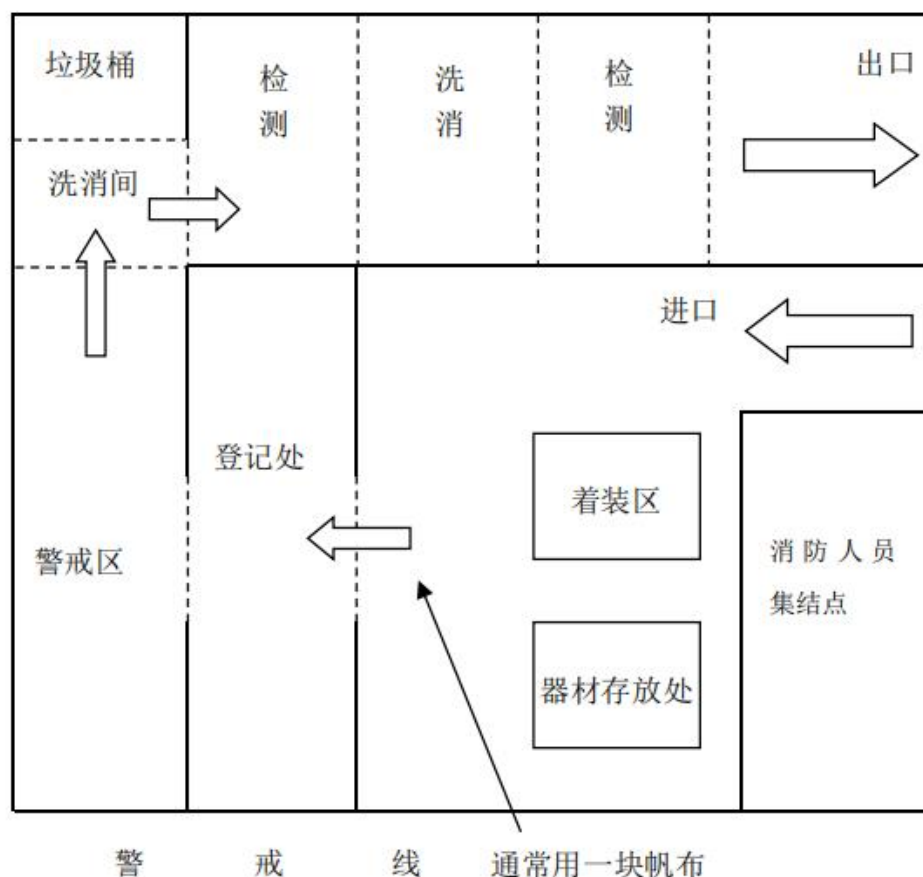 垃圾桶
检测
洗消
检测
出口
洗消间
进口
登记处
着装区
警戒区
消防人员
集结点
器材存放处
警戒线
通常用一块帆布